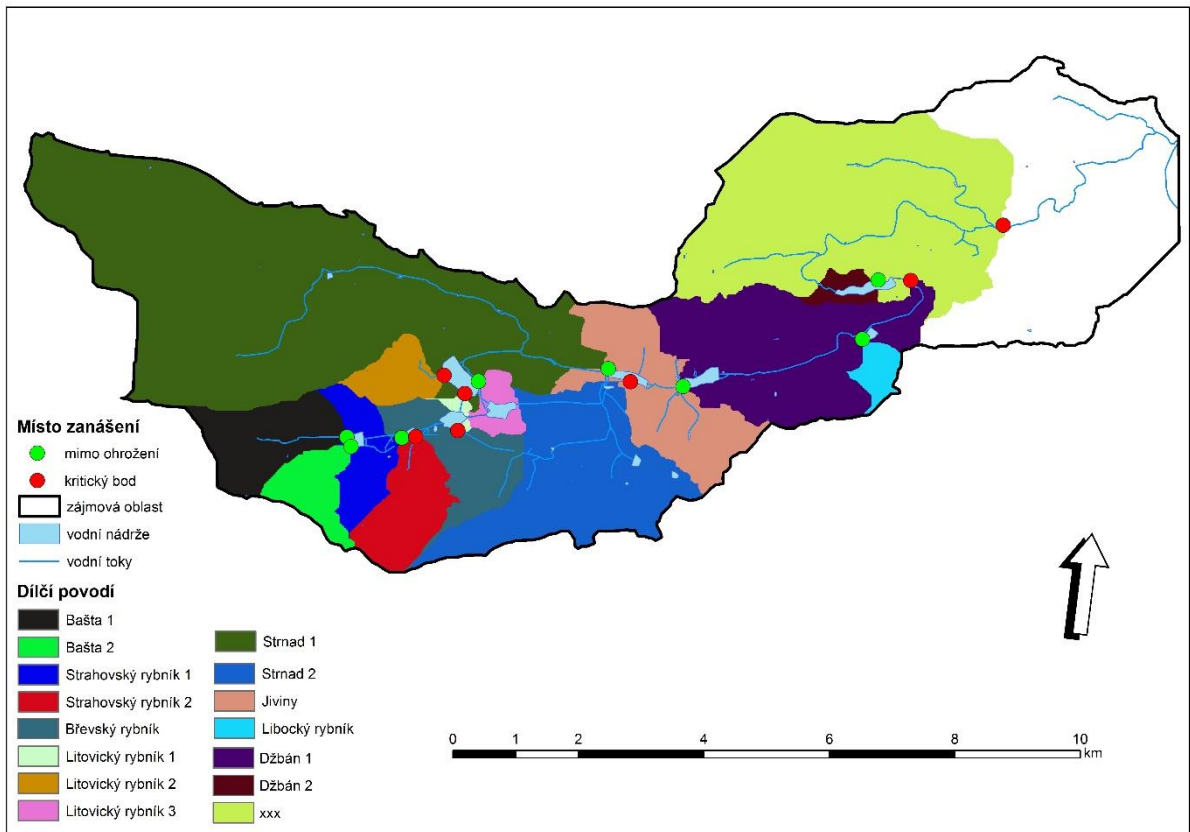 Místo zanášení
mimo ohrožení
kritický bod
zájmová oblast
vodní nádrže
vodní toky
Dílčí povodí
Bašta 1
Bašta 2
Strahovský rybník 1
Strahovský rybník 2
Břevský rybník
Litovický rybník 1
Litovický rybník 2
Litovický rybník 3
Strnad 1
Strnad 2
Jiviny
Libocký rybník
Džbán 1
Džbán 2
xxx
0 1 2 4 6 8 10
km